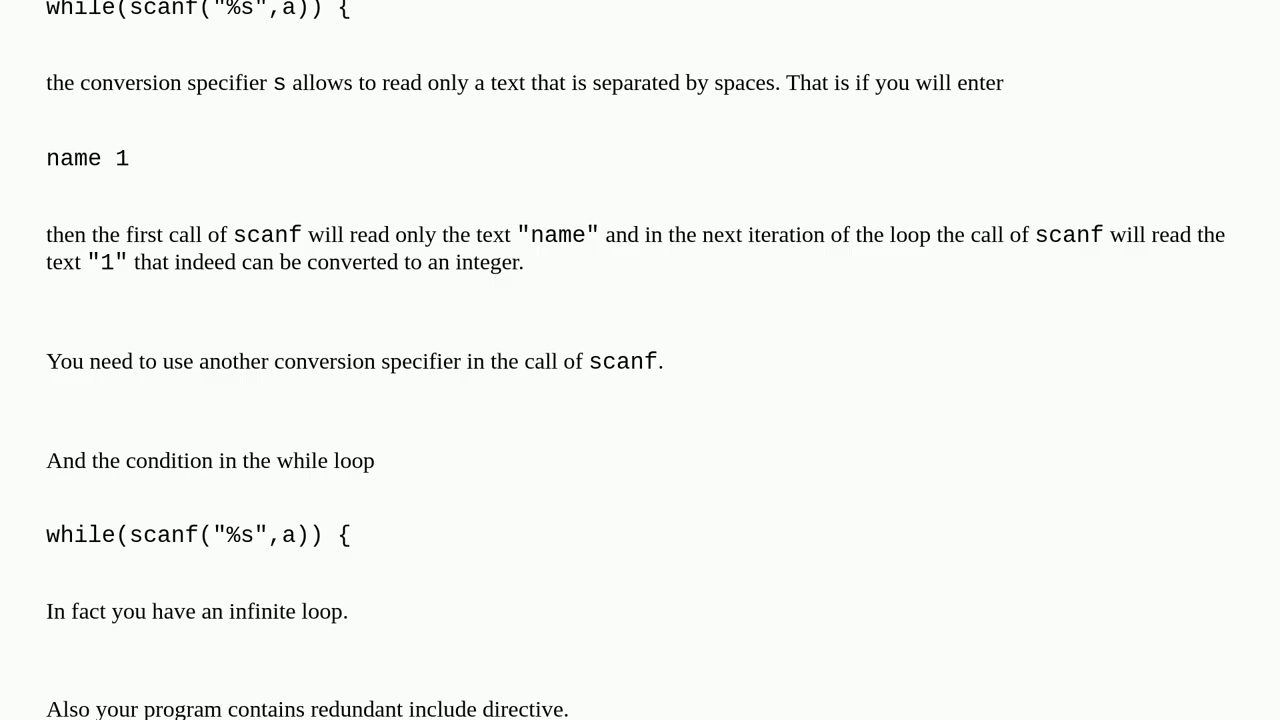 while(scanf("%s",a)) {
the conversion specifier s allows to read only a text that is separated by spaces. That is if you will enter
name 1
then the first call of scanf will read only the text "name" and in the next iteration of the loop the call of scanf will read the
text "1" that indeed can be converted to an integer.
You need to use another conversion specifier in the call of scanf.
And the condition in the while loop
while(scanf("%s",a)) {
In fact you have an infinite loop.
Also your program contains redundant include directive.